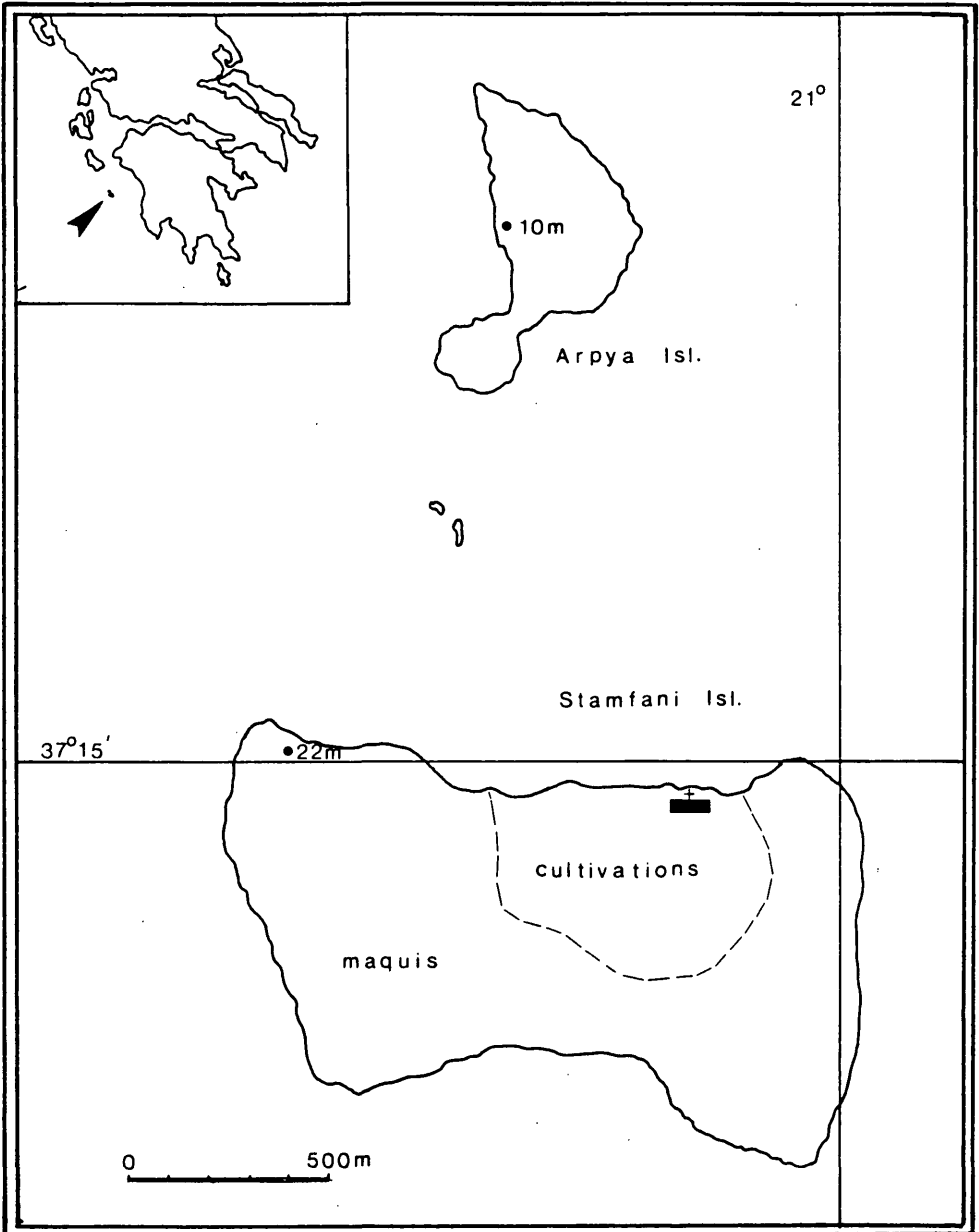 21°
10m
Arpya Isl.
Stamfani Isl.
37°15'
22m
cultivations
maquis
0 500m